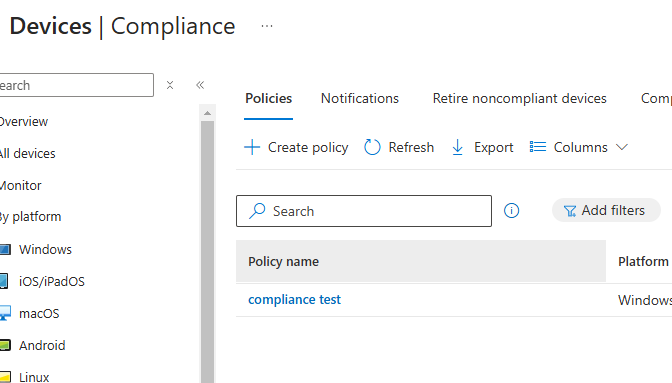 Devices | Compliance ...
earch
Policies Notifications Retire noncompliant devices Com
Overview
All devices
Monitor
By platform
Windows
iOS/iPadOS
macOS
Android
Linux
Create policy Refresh Export Columns
Search
Add filters
Policy name Platform
compliance test Windows